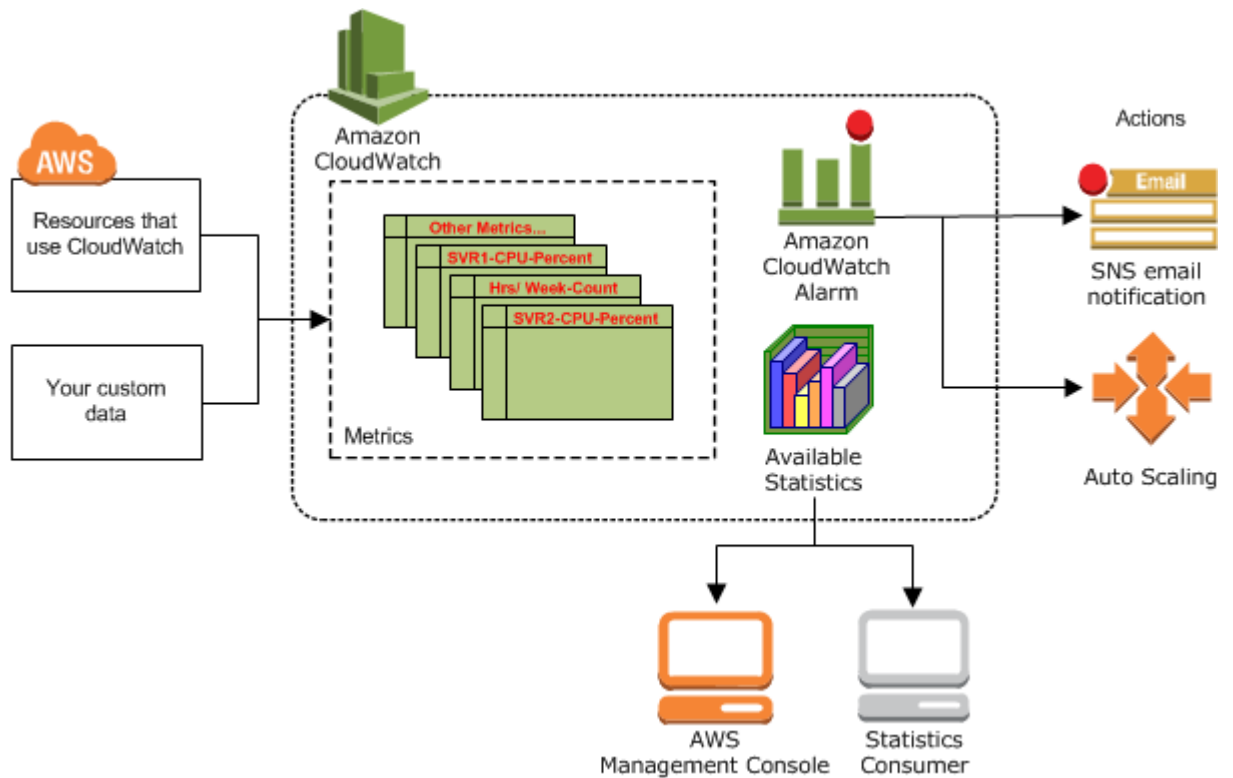 Amazon
CloudWatch
AWS
Resources that
use CloudWatch
Your custom
data
Other Metrics...
SVR1-CPU-Percent
Hrs/ Week-Count
SVR2-CPU-Percent
Metrics
Amazon
CloudWatch
Alarm
Available
Statistics
Actions
Email
SNS email
notification
Auto Scaling
AWS
Management Console
Statistics
Consumer